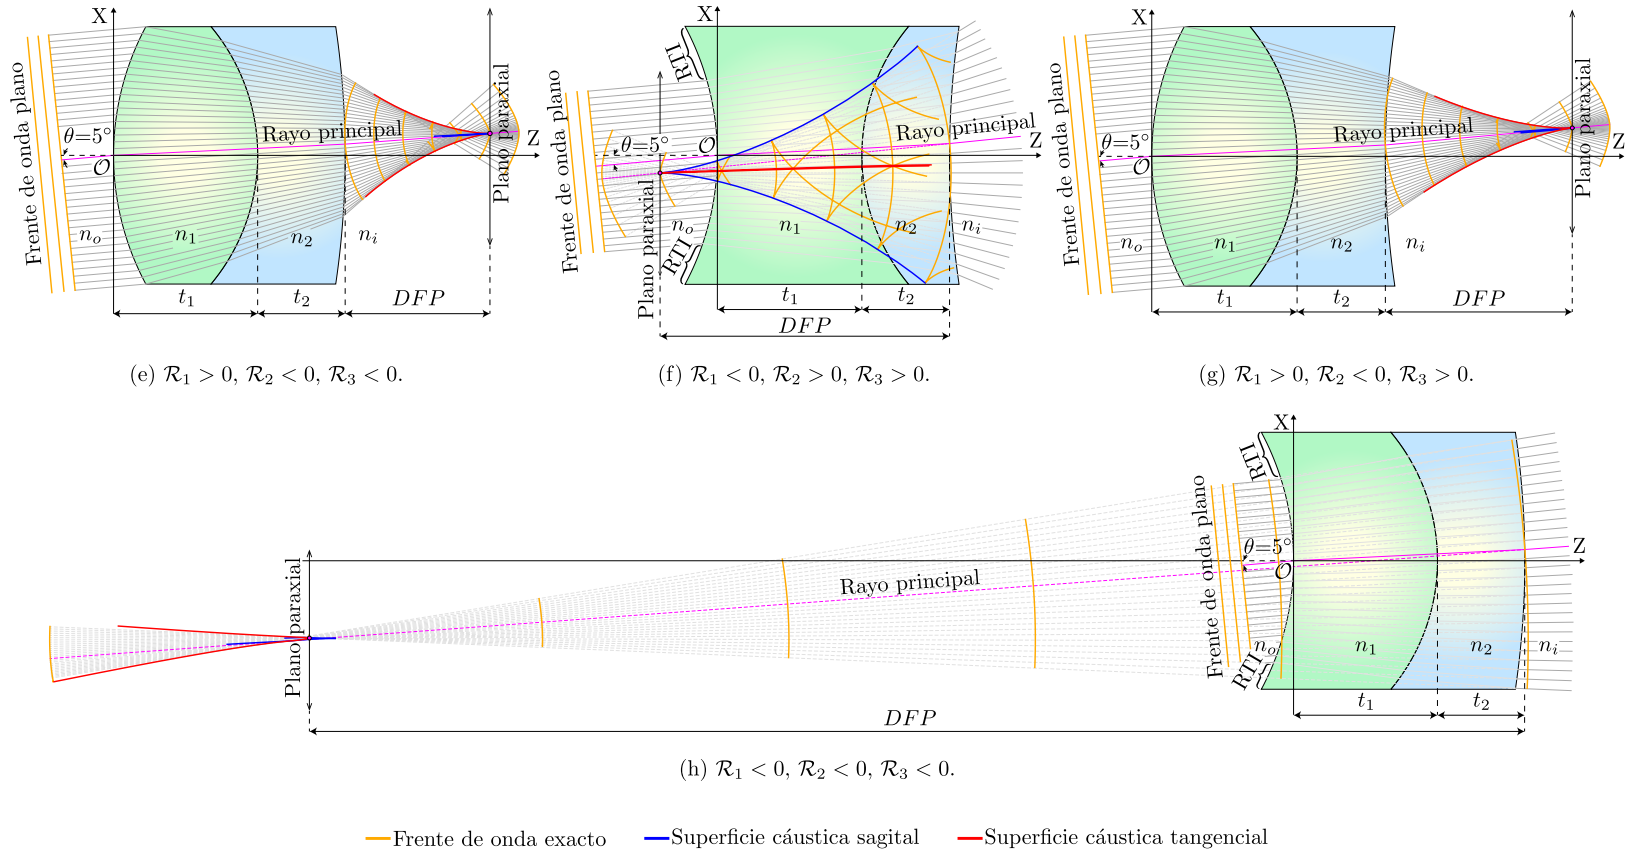 X
Frente de onda plano
θ=5°
𝒪
Rayo principal
Plano paraxial
Z
n_o
n_1
n_2
n_i
t_1
t_2
DFP
(e) ℛ_1 > 0, ℛ_2 < 0, ℛ_3 < 0.
X
RTI
Frente de onda plano
θ=5°
𝒪
Rayo principal
Z
Plano paraxial
n_o
n_1
n_2
n_i
RTI
t_1
t_2
DFP
(f) ℛ_1 < 0, ℛ_2 > 0, ℛ_3 > 0.
X
Frente de onda plano
θ=5°
𝒪
Rayo principal
Plano paraxial
Z
n_o
n_1
n_2
n_i
t_1
t_2
DFP
(g) ℛ_1 > 0, ℛ_2 < 0, ℛ_3 > 0.
X
RTI
Frente de onda plano
θ=5°
𝒪
Z
Plano paraxial
Rayo principal
n_o
n_1
n_2
n_i
RTI
t_1
t_2
DFP
(h) ℛ_1 < 0, ℛ_2 < 0, ℛ_3 < 0.
Frente de onda exacto
Superficie cáustica sagital
Superficie cáustica tangencial